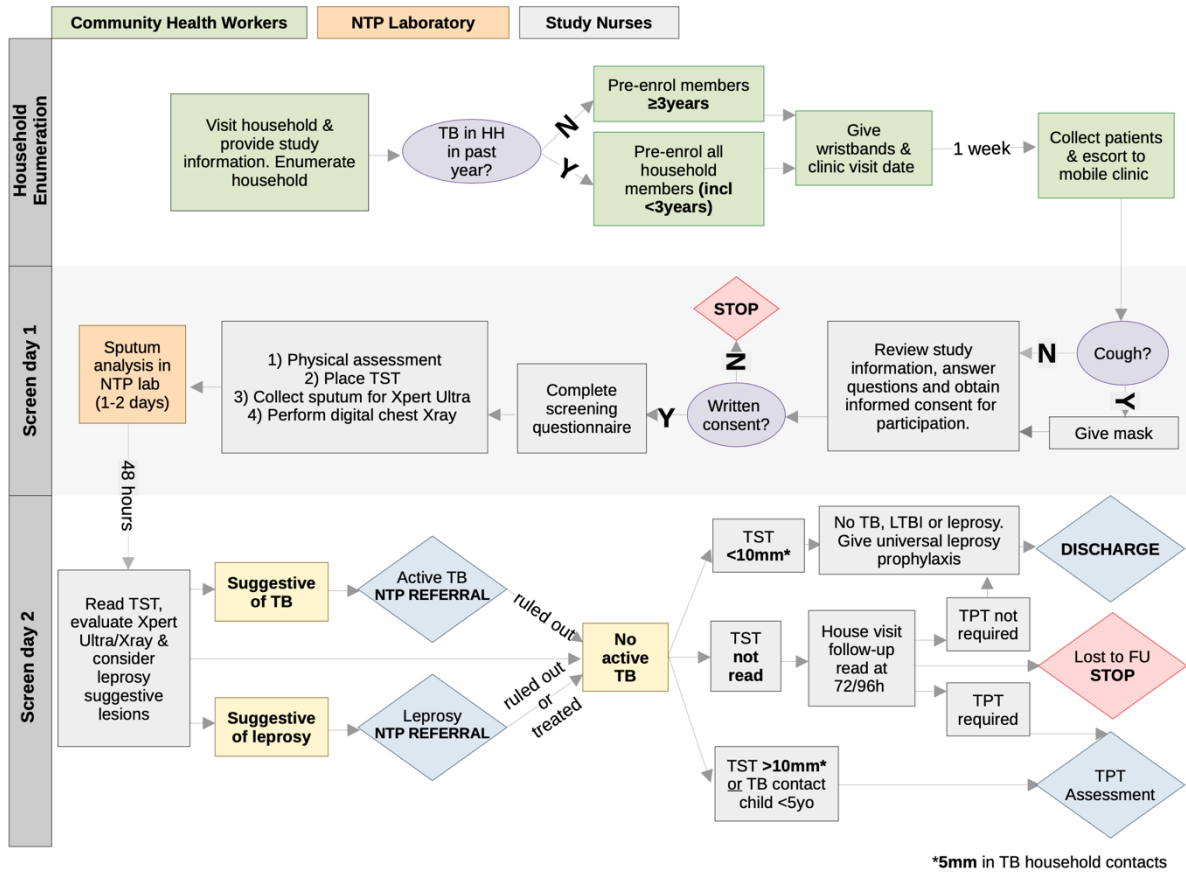 Community Health Workers
NTP Laboratory
Study Nurses
Household
Enumeration
Visit household &
provide study
information. Enumerate
household
TB in HH
in past
year?
N
Y
Pre-enrol members
≥3years
Pre-enrol all
household
members (incl
<3years)
Give
wristbands &
clinic visit date
1 week
Collect patients
& escort to
mobile clinic
Screen day 1
Cough?
N
Y
Give mask
Review study
information, answer
questions and obtain
informed consent for
participation.
Written
consent?
N
STOP
Y
Complete
screening
questionnaire
1) Physical assessment
2) Place TST
3) Collect sputum for Xpert Ultra
4) Perform digital chest Xray
Sputum
analysis in
NTP lab
(1-2 days)
48 hours
Screen day 2
Read TST,
evaluate Xpert
Ultra/Xray &
consider
leprosy
suggestive
lesions
Suggestive
of TB
Active TB
NTP REFERRAL
ruled out
Suggestive
of leprosy
Leprosy
NTP REFERRAL
ruled out
or
treated
No
active
TB
TST
<10mm*
No TB, LTBI or leprosy.
Give universal leprosy
prophylaxis
DISCHARGE
TST
not
read
House visit
follow-up
read at
72/96h
TPT not
required
Lost to FU
STOP
TPT
required
TST >10mm*
or TB contact
child <5yo
TPT
Assessment
*5mm in TB household contacts